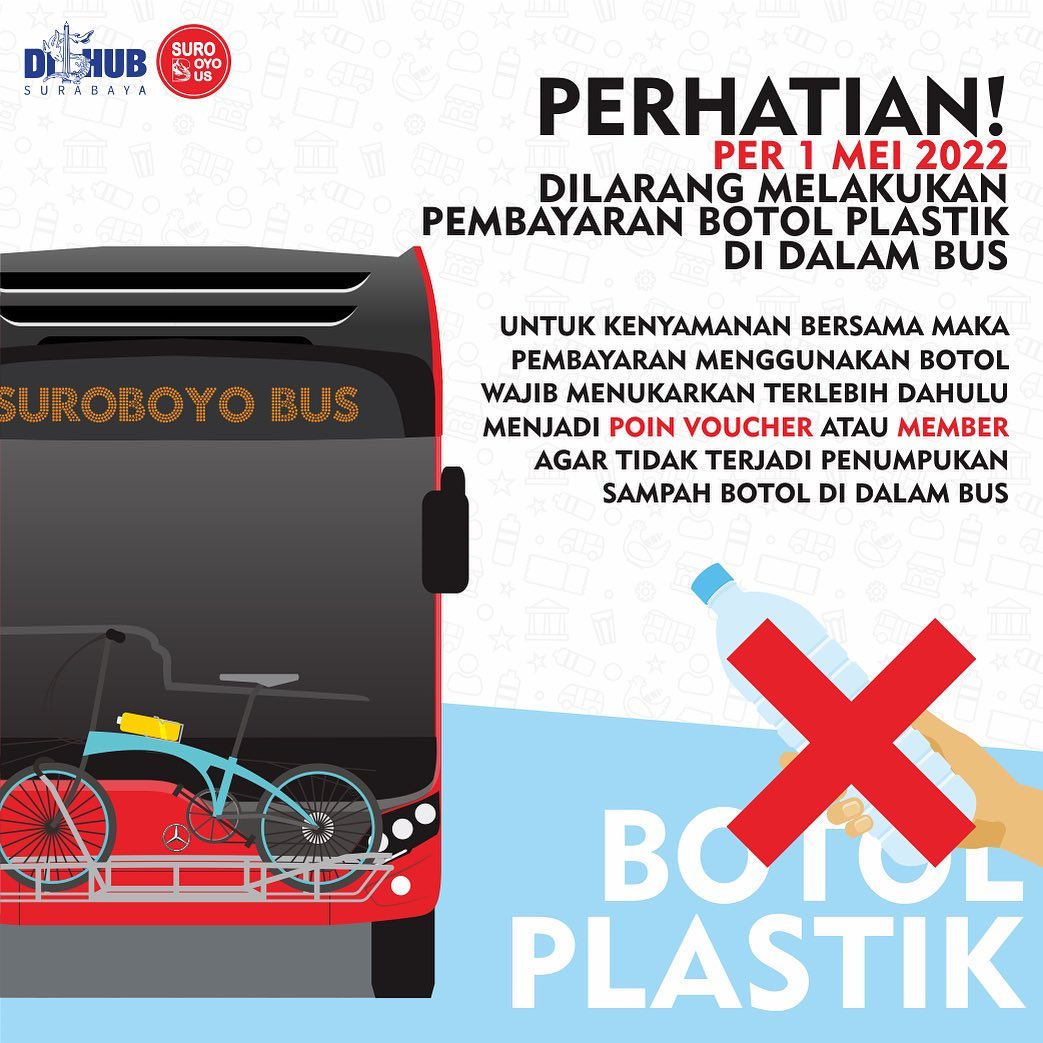 DISHUB
SURABAYA
SURO
BOYO
BUS
PERHATIAN!
PER 1 MEI 2022
DILARANG MELAKUKAN
PEMBAYARAN BOTOL PLASTIK
DI DALAM BUS
UNTUK KENYAMANAN BERSAMA MAKA
PEMBAYARAN MENGGUNAKAN BOTOL
WAJIB MENUKARKAN TERLEBIH DAHULU
MENJADI POIN VOUCHER ATAU MEMBER
AGAR TIDAK TERJADI PENUMPUKAN
SAMPAH BOTOL DI DALAM BUS
SUROBOYO BUS
BOTOL
PLASTIK